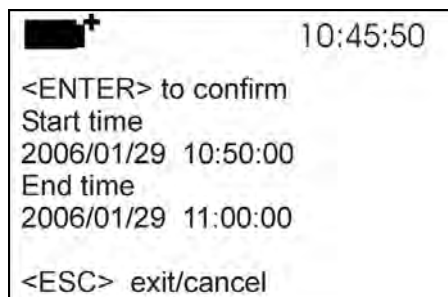 10:45:50
<ENTER> to confirm
Start time
2006/01/29 10:50:00
End time
2006/01/29 11:00:00
<ESC> exit/cancel